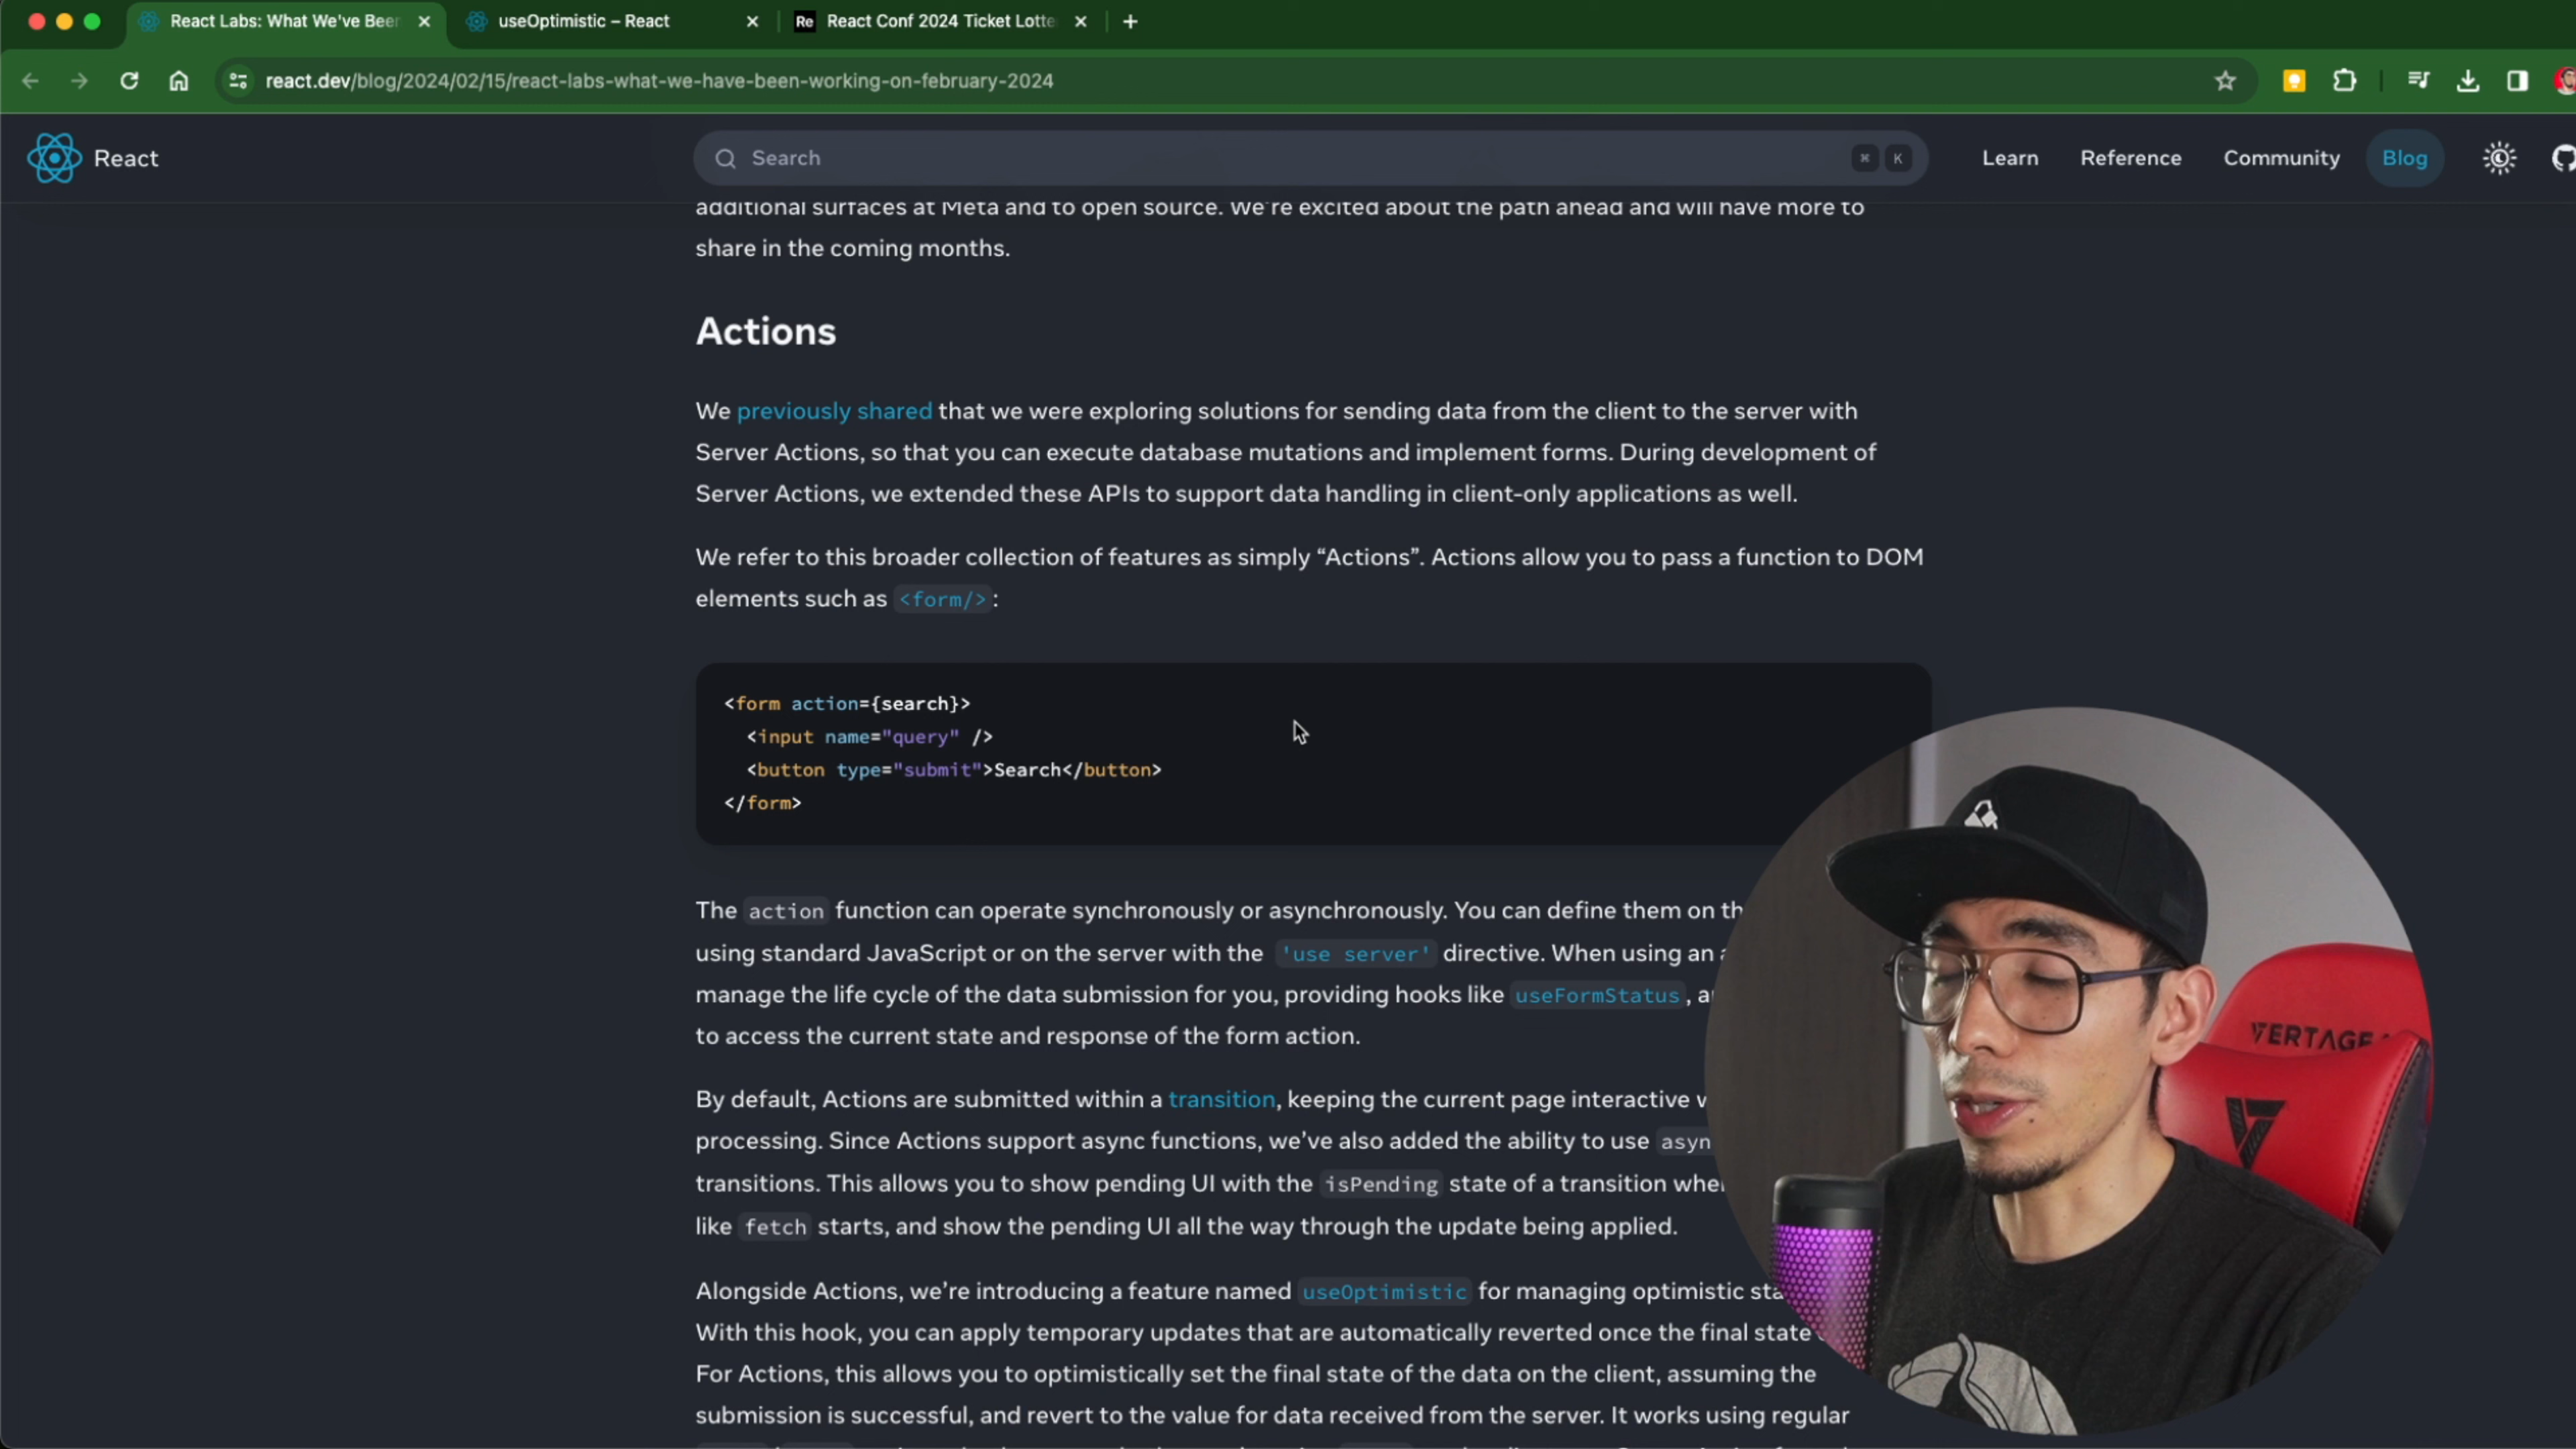 React Labs: What We've Been
useOptimistic – React
Re React Conf 2024 Ticket Lotte
react.dev/blog/2024/02/15/react-labs-what-we-have-been-working-on-february-2024
React
Search
⌘ K
Learn
Reference
Community
Blog
additional surfaces at Meta and to open source. We're excited about the path ahead and will have more to
share in the coming months.
Actions
We previously shared that we were exploring solutions for sending data from the client to the server with
Server Actions, so that you can execute database mutations and implement forms. During development of
Server Actions, we extended these APIs to support data handling in client-only applications as well.
We refer to this broader collection of features as simply “Actions”. Actions allow you to pass a function to DOM
elements such as <form/>:
<form action={search}>
<input name="query" />
<button type="submit">Search</button>
</form>
The action function can operate synchronously or asynchronously. You can define them on
using standard JavaScript or on the server with the 'use server' directive. When using an
manage the life cycle of the data submission for you, providing hooks like useFormStatus,
to access the current state and response of the form action.
By default, Actions are submitted within a transition, keeping the current page interactive
processing. Since Actions support async functions, we’ve also added the ability to use
transitions. This allows you to show pending UI with the isPending state of a transition
like fetch starts, and show the pending UI all the way through the update being applied.
Alongside Actions, we’re introducing a feature named useOptimistic for managing optimistic
With this hook, you can apply temporary updates that are automatically reverted once the final state
For Actions, this allows you to optimistically set the final state of the data on the client, assuming the
submission is successful, and revert to the value for data received from the server. It works using regular
VERTAGE